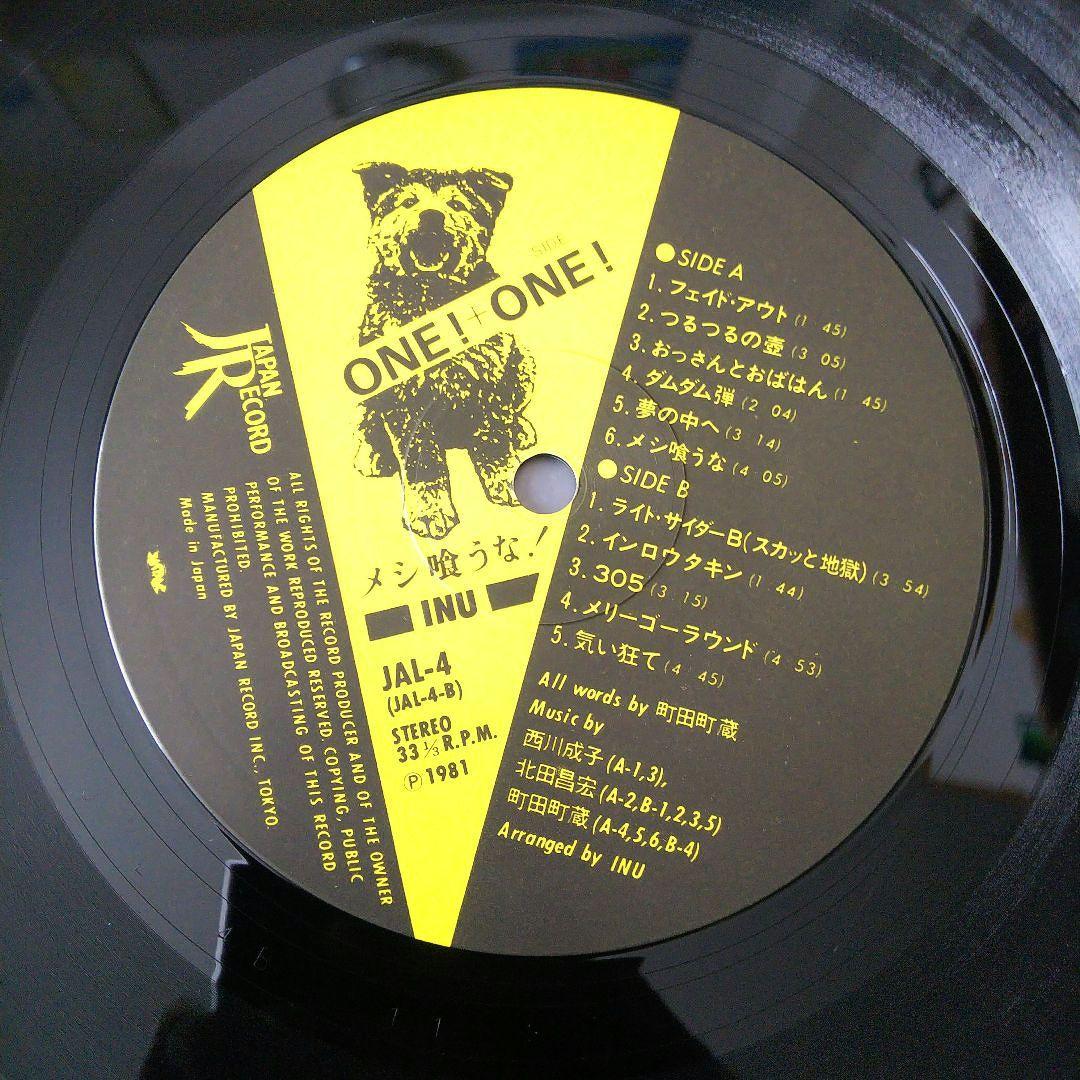 SIDE
ONE!+ONE!
メシ喰うな!
INU
JAL-4
(JAL-4-B)
STEREO
33 1/3 R.P.M.
Ⓟ 1981
●SIDE A
1. フェイド・アウト (1 45)
2. つるつるの壺 (3 05)
3. おっさんとおばはん (1 45)
4. ダムダム弾 (2 04)
5. 夢の中へ (3 14)
6. メシ喰うな (4 05)
●SIDE B
1. ライト・サイダーB(スカッと地獄) (3 54)
2. インロウタキン (1 44)
3. 305 (3 15)
4. メリーゴーラウンド (4 53)
5. 気い狂て (4 45)
All words by 町田町蔵
Music by
西川成子 (A-1,3),
北田昌宏 (A-2,B-1,2,3,5)
町田町蔵 (A-4,5,6,B-4)
Arranged by INU
JAPAN
RECORD
ALL RIGHTS OF THE RECORD PRODUCER AND OF THE OWNER
OF THE WORK REPRODUCED RESERVED. COPYING, PUBLIC
PERFORMANCE AND BROADCASTING OF THIS RECORD
PROHIBITED.
MANUFACTURED BY JAPAN RECORD INC., TOKYO.
Made in Japan